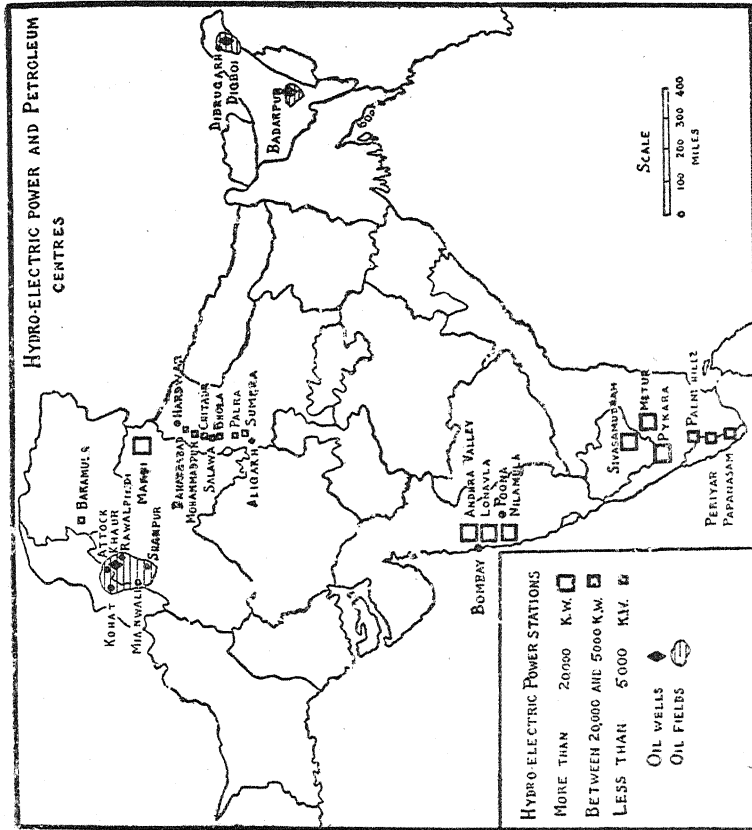 HYDRO-ELECTRIC POWER AND PETROLEUM
CENTRES
BARAMULA
ATTOCK
KHAUR
RAWALPINDI
KOHAT
MIANWALI
SHAHPUR
MANDI
HARDWAR
BAHADRABAD
MOHAMMADPUR
CHITAUR
SALAWA
BHOLA
PALRA
SUMERA
ALIGARH
DIBRUGARH
DIGBOI
BADARPUR
BOMBAY
ANDHRA VALLEY
LONAVLA
POONA
NILAMULA
SIVASAMUDRAM
METUR
PYKARA
PALNI HILLS
PERIYAR
PAPANASAM
SCALE
0 100 200 300 400
MILES
HYDRO-ELECTRIC POWER STATIONS
MORE THAN 20,000 K.W.
BETWEEN 20,000 AND 5000 K.W.
LESS THAN 5000 K.W.
OIL WELLS
OIL FIELDS